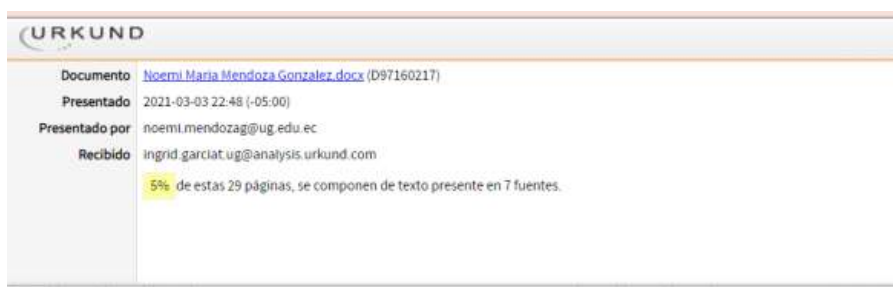 URKUND
Documento Noemi Maria Mendoza Gonzalez.docx (D97160217)
Presentado 2021-03-03 22:48 (-05:00)
Presentado por noemi.mendozag@ug.edu.ec
Recibido ingrid.garciat.ug@analysis.urkund.com
5% de estas 29 páginas, se componen de texto presente en 7 fuentes.